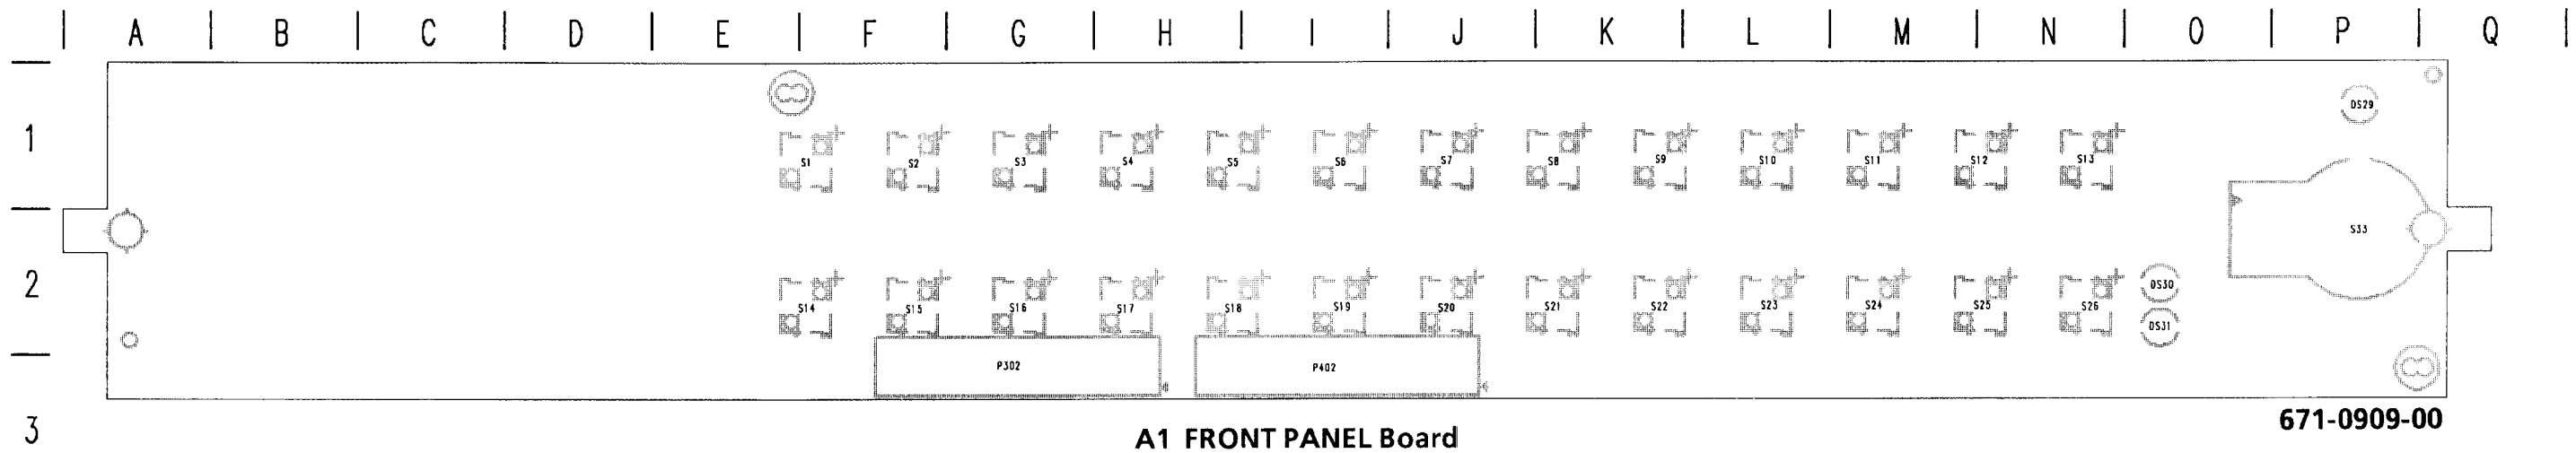 A B C D E F G H I J K L M N O P Q
DS29
1
S1 S2 S3 S4 S5 S6 S7 S8 S9 S10 S11 S12 S13
S33
2
DS30
S14 S15 S16 S17 S18 S19 S20 S21 S22 S23 S24 S25 S26
DS31
P302 P402
671-0909-00
3
A1 FRONT PANEL Board